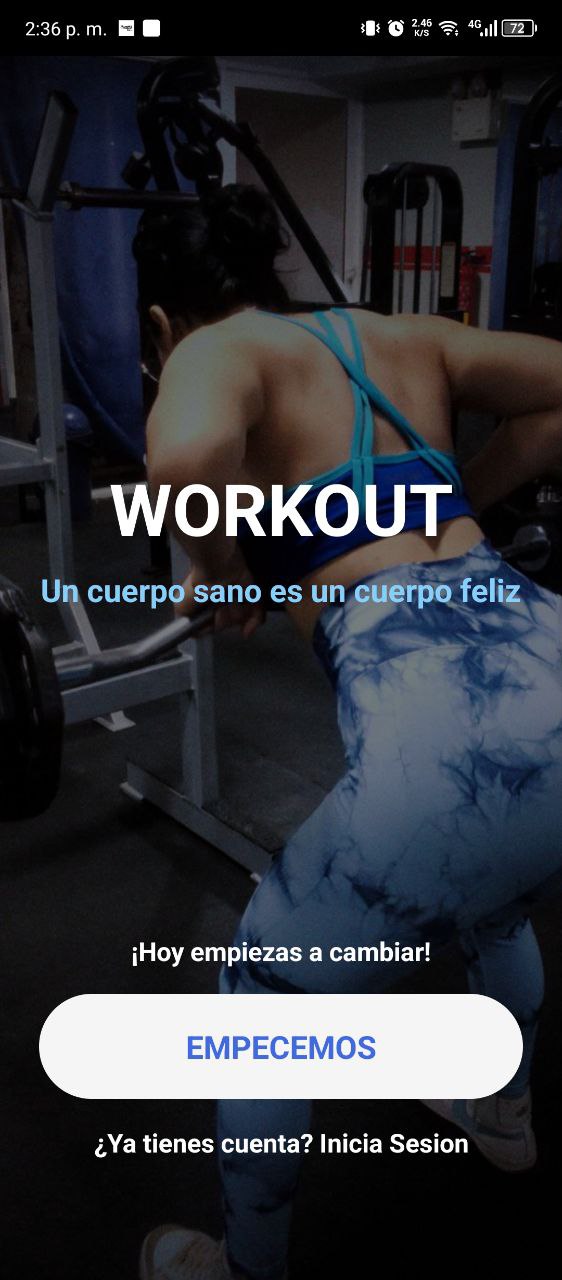 2:36 p. m.
2.46
K/S
4G
72
WORKOUT
Un cuerpo sano es un cuerpo feliz
¡Hoy empiezas a cambiar!
EMPECEMOS
¿Ya tienes cuenta? Inicia Sesion